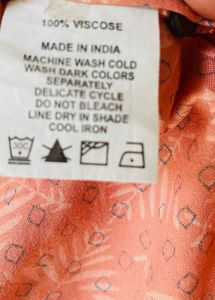 100% VISCOSE
MADE IN INDIA
MACHINE WASH COLD
WASH DARK COLORS
SEPARATELY
DELICATE CYCLE
DO NOT BLEACH
LINE DRY IN SHADE
COOL IRON
30C